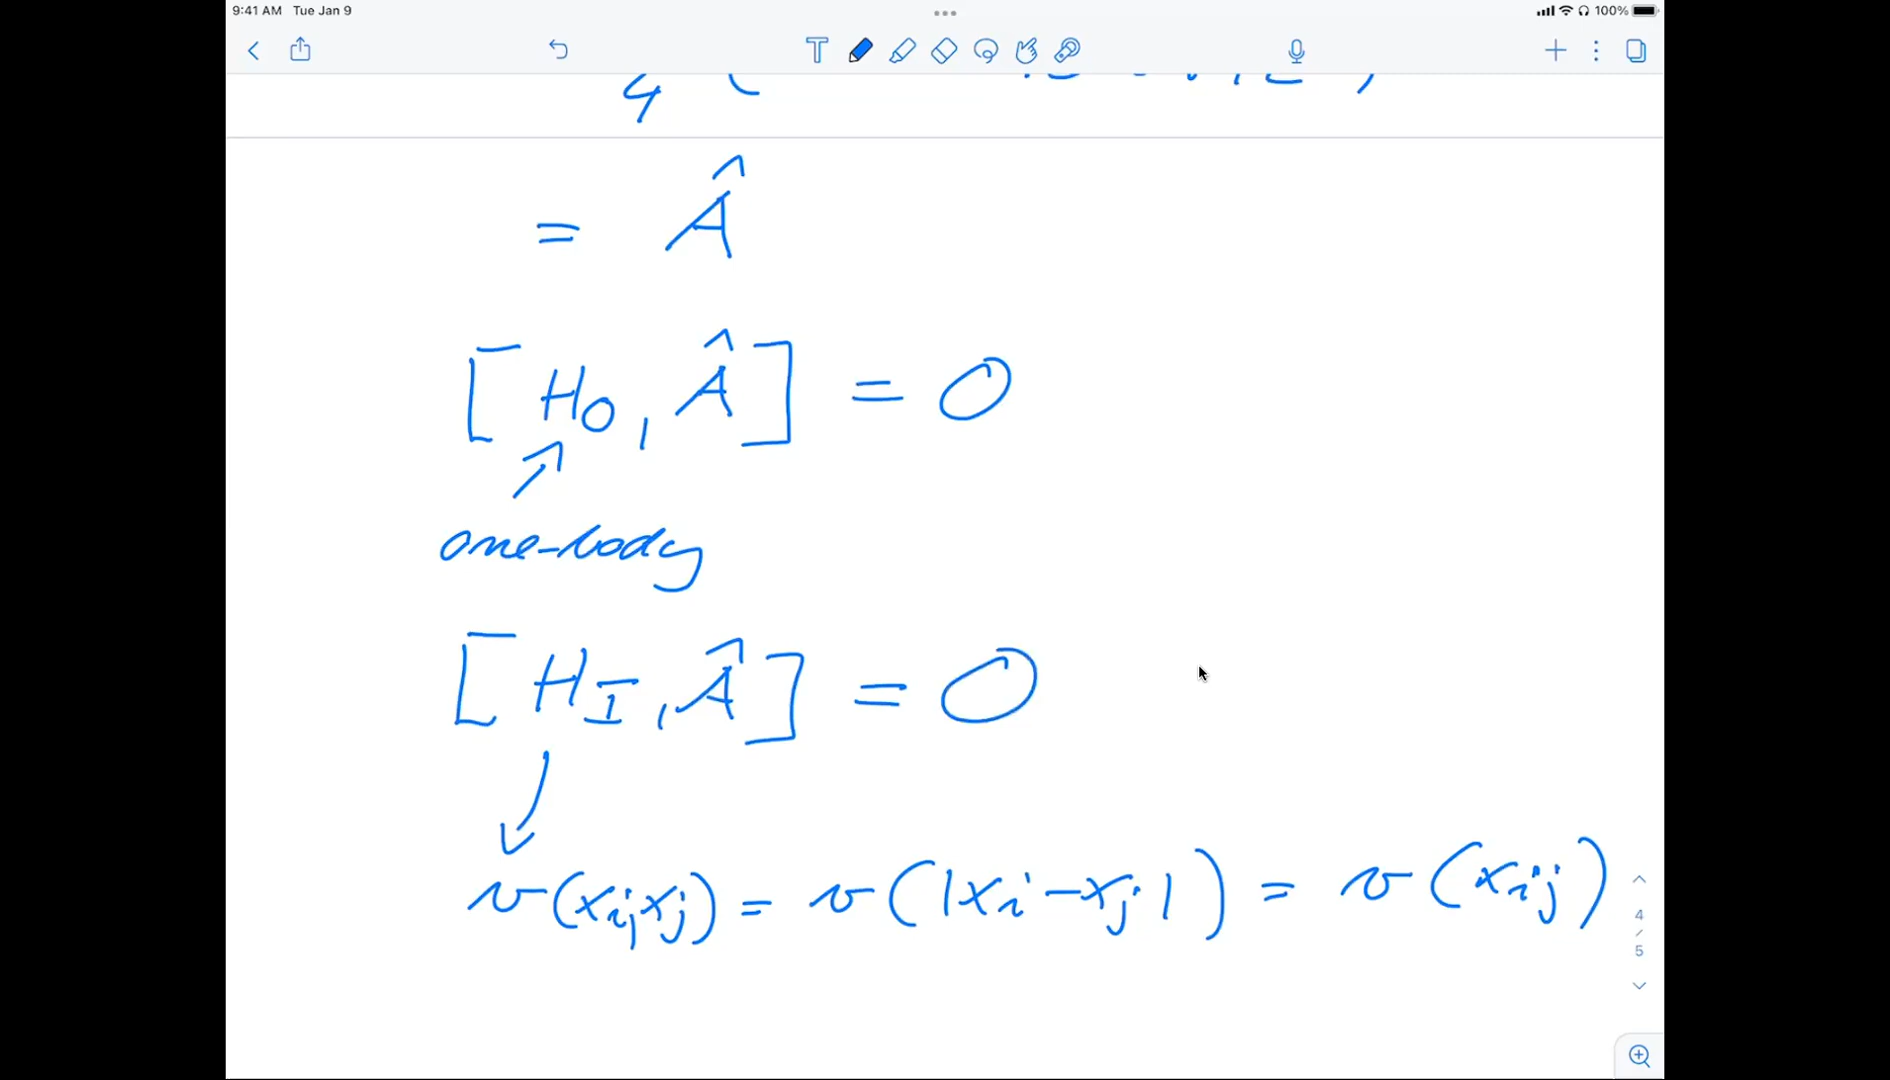 9:41 AM Tue Jan 9
100%
T
4 (
= Â
[H₀, Â] = 0
one-body
[H_I, Â] = 0
v(xᵢ,xⱼ) = v(|xᵢ-xⱼ|) = v(xᵢⱼ)
4
/
5